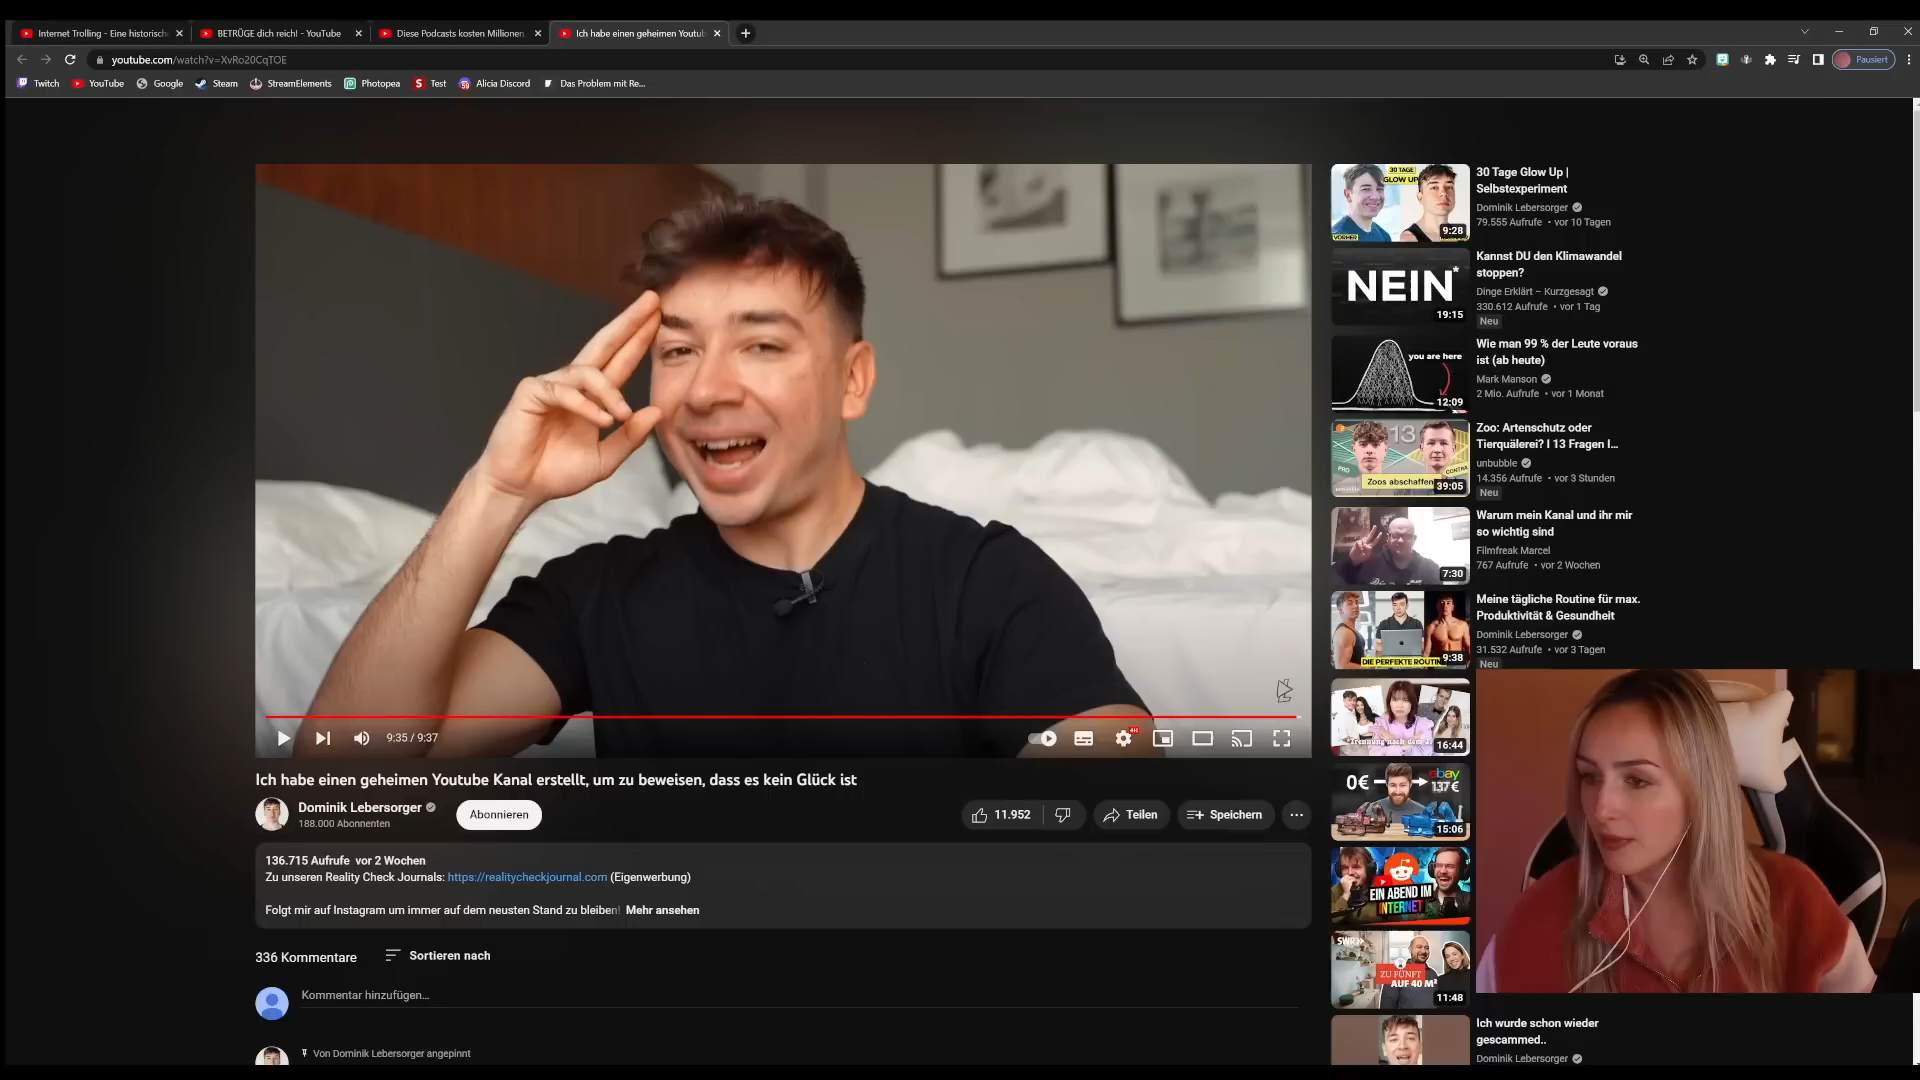 Internet Trolling - Eine historisch
BETRÜGE dich reich! - YouTube
Diese Podcasts kosten Millionen
Ich habe einen geheimen Youtub
youtube.com/watch?v=XvRo20CqTOE
Pausiert
Twitch
YouTube
Google
Steam
StreamElements
Photopea
Test
Alicia Discord
Das Problem mit Re...
9:35 / 9:37
Ich habe einen geheimen Youtube Kanal erstellt, um zu beweisen, dass es kein Glück ist
Dominik Lebersorger
188.000 Abonnenten
Abonnieren
11.952
Teilen
Speichern
136.715 Aufrufe vor 2 Wochen
Zu unseren Reality Check Journals: https://realitycheckjournal.com (Eigenwerbung)
Folgt mir auf Instagram um immer auf dem neusten Stand zu bleiben! Mehr ansehen
336 Kommentare
Sortieren nach
Kommentar hinzufügen...
Von Dominik Lebersorger angepinnt
30 TAGE
GLOW UP
VORHER
9:28
30 Tage Glow Up |
Selbstexperiment
Dominik Lebersorger
79.555 Aufrufe • vor 10 Tagen
NEIN*
19:15
Kannst DU den Klimawandel
stoppen?
Dinge Erklärt – Kurzgesagt
330.612 Aufrufe • vor 1 Tag
Neu
you are here
12:09
Wie man 99 % der Leute voraus
ist (ab heute)
Mark Manson
2 Mio. Aufrufe • vor 1 Monat
13
PRO
CONTRA
Zoos abschaffen
39:05
Zoo: Artenschutz oder
Tierquälerei? I 13 Fragen I...
unbubble
14.356 Aufrufe • vor 3 Stunden
Neu
7:30
Warum mein Kanal und ihr mir
so wichtig sind
Filmfreak Marcel
767 Aufrufe • vor 2 Wochen
DIE PERFEKTE ROUTIN
9:38
Meine tägliche Routine für max.
Produktivität & Gesundheit
Dominik Lebersorger
31.532 Aufrufe • vor 3 Tagen
Neu
16:44
0€
ebay
137€
15:06
EIN ABEND IM
INTERNET
SWR
ZU FÜNFT
AUF 40 M²
11:48
Ich wurde schon wieder
gescammed..
Dominik Lebersorger